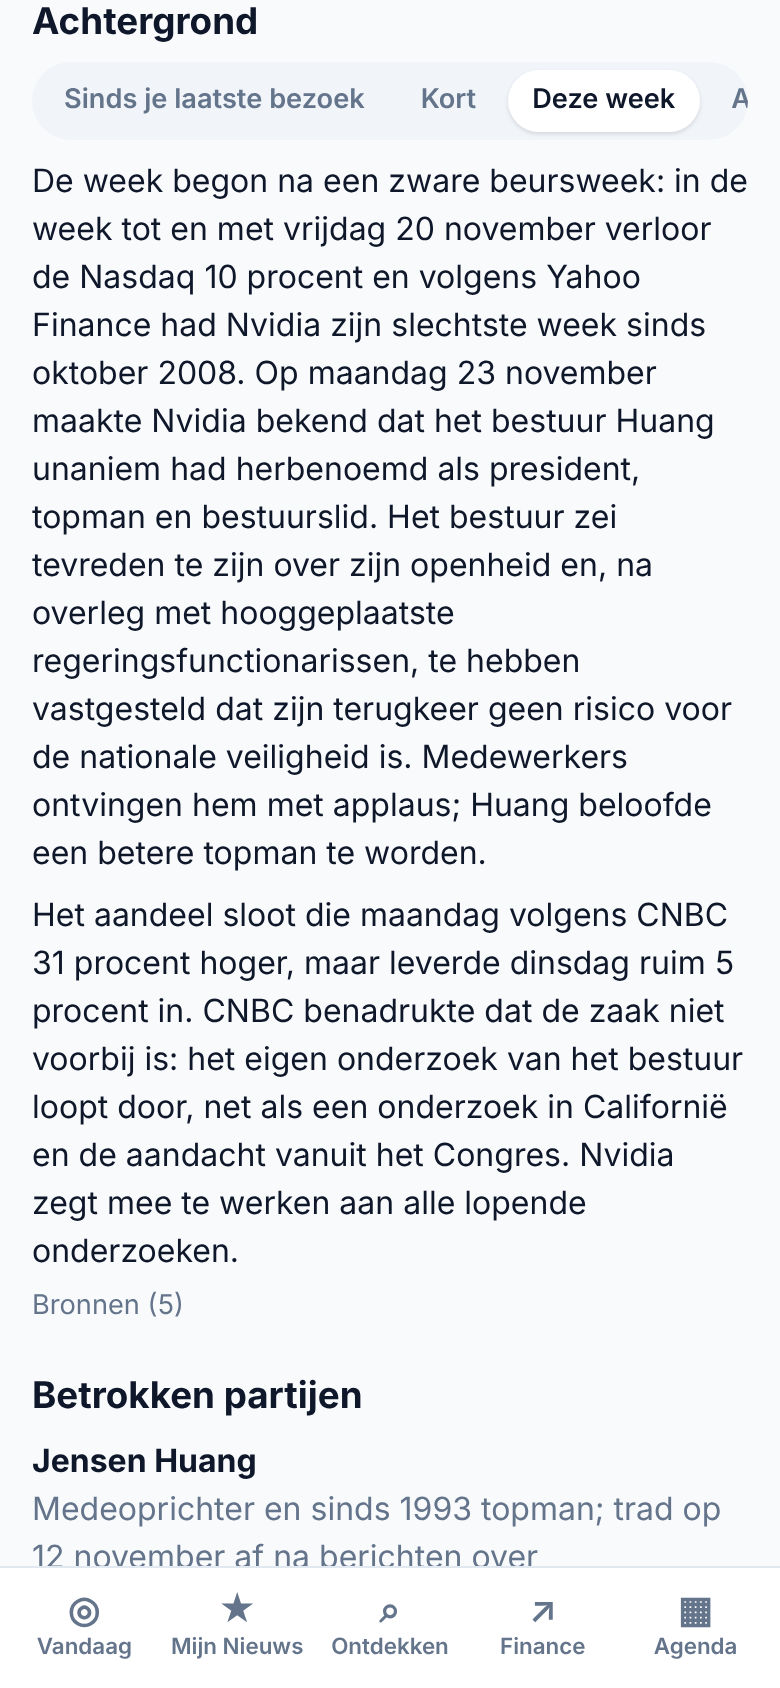 Achtergrond
Sinds je laatste bezoek Kort Deze week A
De week begon na een zware beursweek: in de
week tot en met vrijdag 20 november verloor
de Nasdaq 10 procent en volgens Yahoo
Finance had Nvidia zijn slechtste week sinds
oktober 2008. Op maandag 23 november
maakte Nvidia bekend dat het bestuur Huang
unaniem had herbenoemd als president,
topman en bestuurslid. Het bestuur zei
tevreden te zijn over zijn openheid en, na
overleg met hooggeplaatste
regeringsfunctionarissen, te hebben
vastgesteld dat zijn terugkeer geen risico voor
de nationale veiligheid is. Medewerkers
ontvingen hem met applaus; Huang beloofde
een betere topman te worden.
Het aandeel sloot die maandag volgens CNBC
31 procent hoger, maar leverde dinsdag ruim 5
procent in. CNBC benadrukte dat de zaak niet
voorbij is: het eigen onderzoek van het bestuur
loopt door, net als een onderzoek in Californië
en de aandacht vanuit het Congres. Nvidia
zegt mee te werken aan alle lopende
onderzoeken.
Bronnen (5)
Betrokken partijen
Jensen Huang
Medeoprichter en sinds 1993 topman; trad op
12 november af na berichten over
Vandaag Mijn Nieuws Ontdekken Finance Agenda